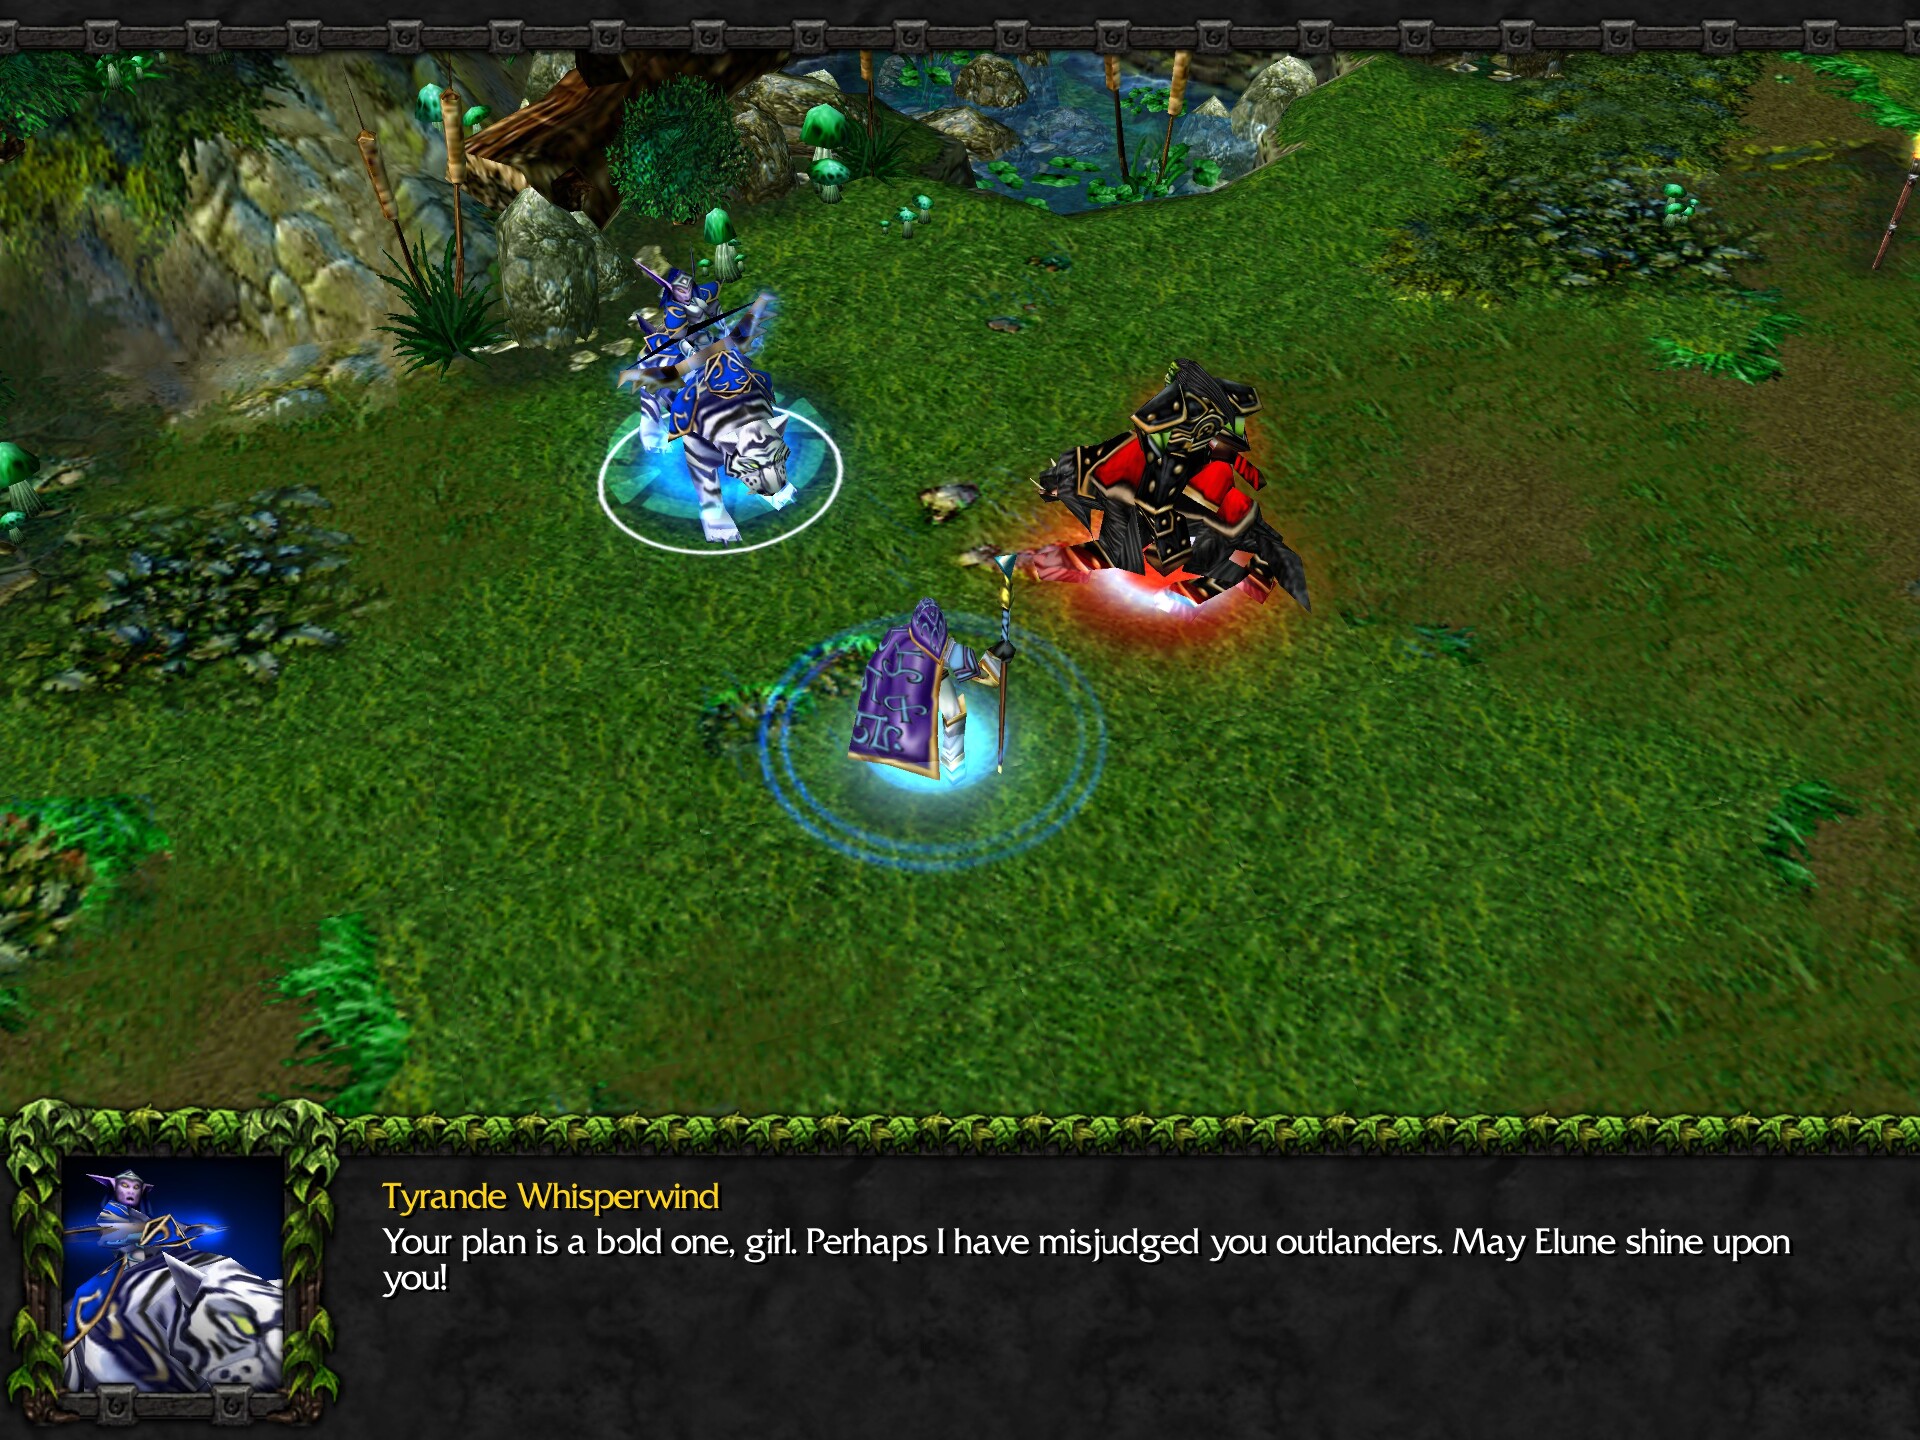 Tyrande Whisperwind
Your plan is a bold one, girl. Perhaps I have misjudged you outlanders. May Elune shine upon
you!